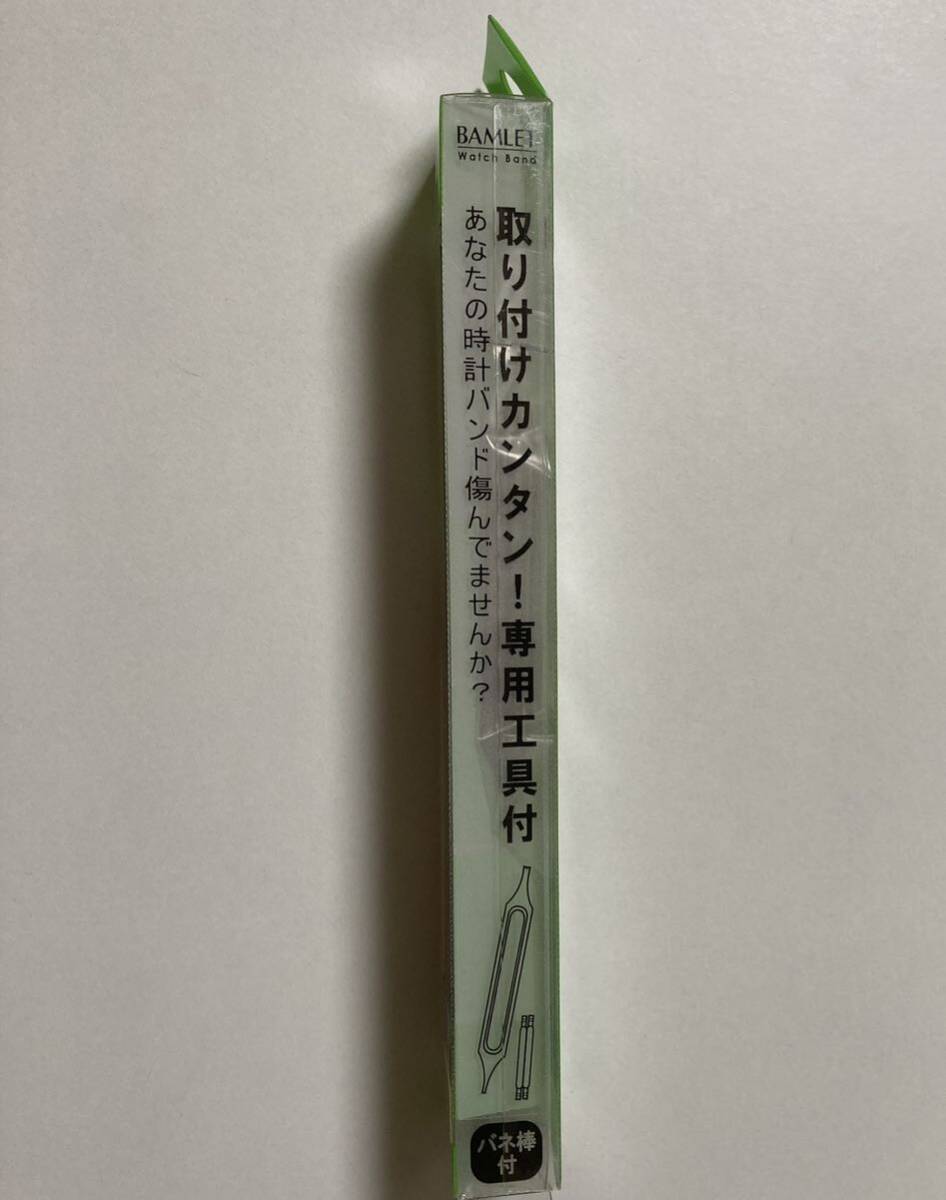 BAMLET
Watch Band
取り付けカンタン！専用工具付
あなたの時計バンド傷んでませんか？
バネ棒
付